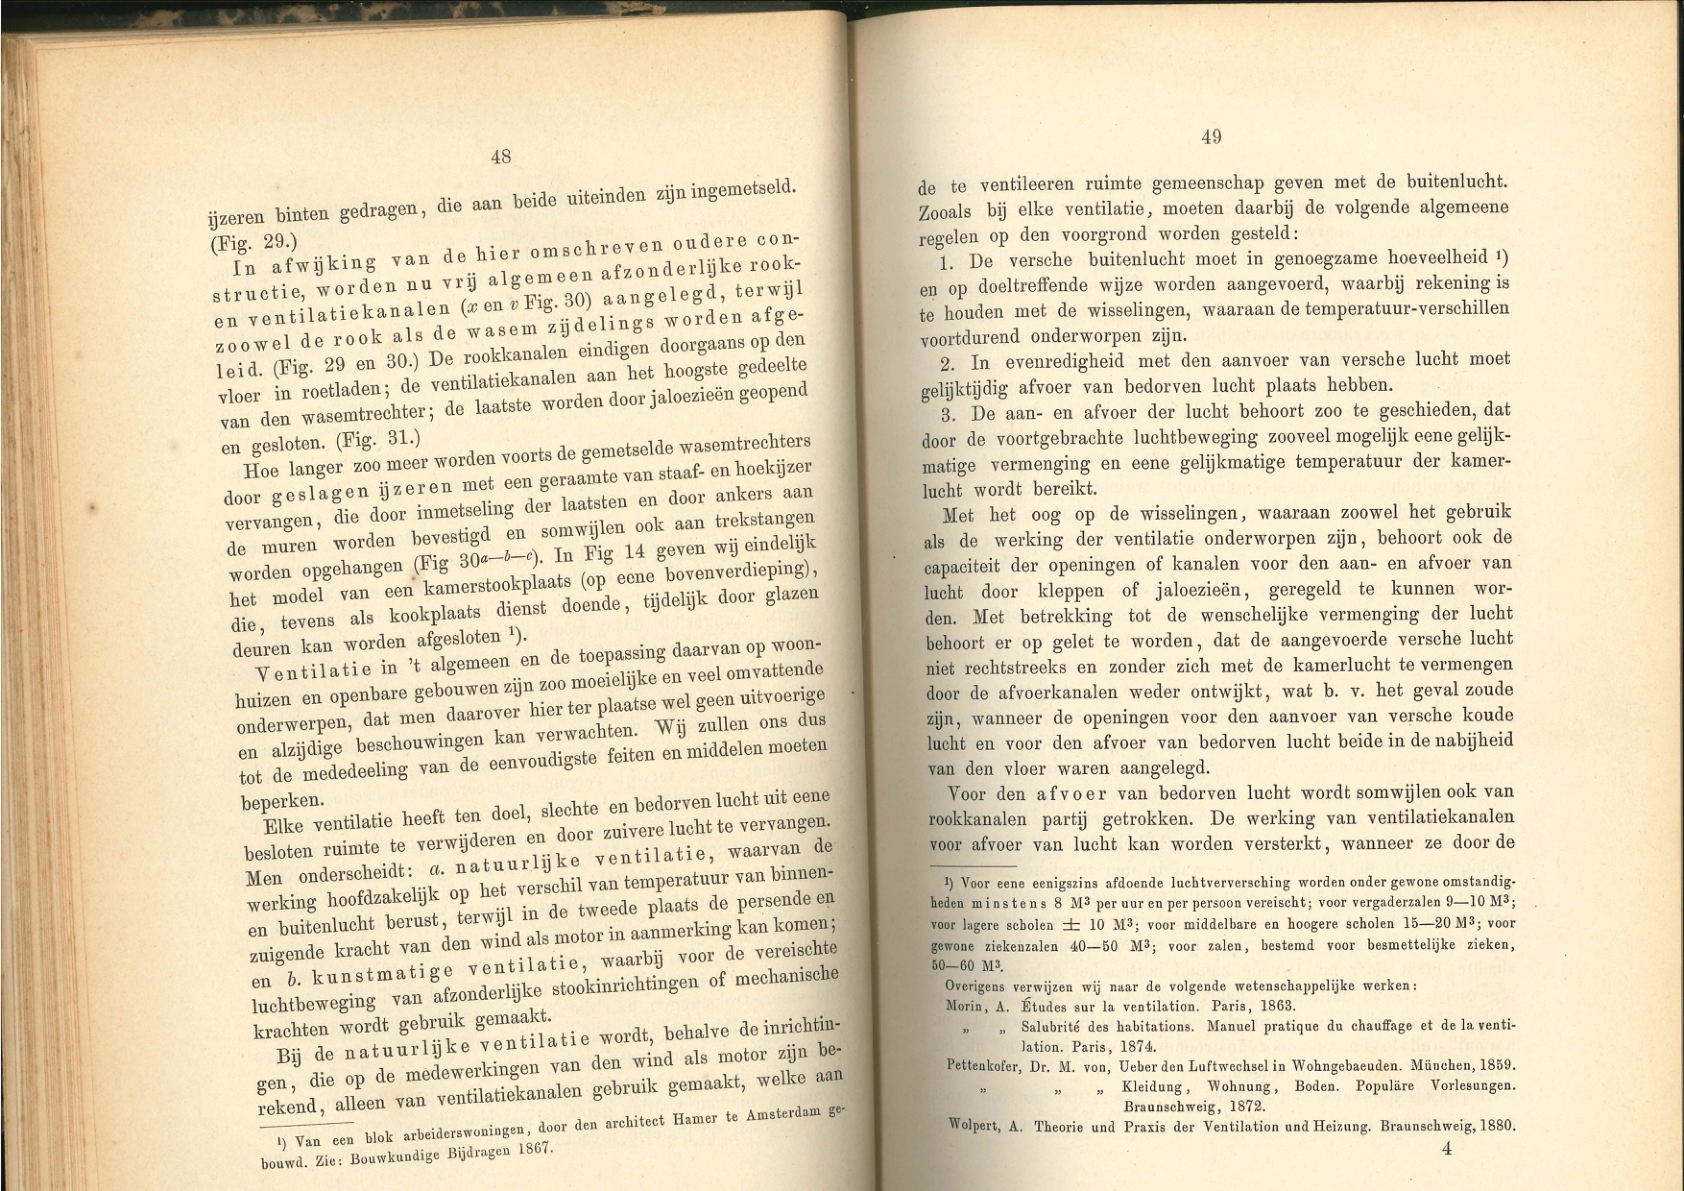 48
ijzeren binten gedragen, die aan beide uiteinden zijn ingemetseld.
(Fig. 29.)
In afwijking van de hier omschreven oudere con-
structie, worden nu vrij algemeen afzonderlijke rook-
en ventilatiekanalen (x en v Fig. 30) aangelegd, terwijl
zoowel de rook als de wasem zijdelings worden afge-
leid. (Fig. 29 en 30.) De rookkanalen eindigen doorgaans op den
vloer in roetladen; de ventilatiekanalen aan het hoogste gedeelte
van den wasemtrechter; de laatste worden door jaloezieën geopend
en gesloten. (Fig. 31.)
Hoe langer zoo meer worden voorts de gemetselde wasemtrechters
door geslagen ijzeren met een geraamte van staaf- en hoekijzer
vervangen, die door inmetseling der laatsten en door ankers aan
de muren worden bevestigd en somwijlen ook aan trekstangen
worden opgehangen (Fig 30a—b—c). In Fig 14 geven wij eindelijk
het model van een kamerstookplaats (op eene bovenverdieping),
die, tevens als kookplaats dienst doende, tijdelijk door glazen
deuren kan worden afgesloten ¹).
Ventilatie in 't algemeen en de toepassing daarvan op woon-
huizen en openbare gebouwen zijn zoo moeielijke en veel omvattende
onderwerpen, dat men daarover hier ter plaatse wel geen uitvoerige
en alzijdige beschouwingen kan verwachten. Wij zullen ons dus
tot de mededeeling van de eenvoudigste feiten en middelen moeten
beperken.
Elke ventilatie heeft ten doel, slechte en bedorven lucht uit eene
besloten ruimte te verwijderen en door zuivere lucht te vervangen.
Men onderscheidt: a. natuurlijke ventilatie, waarvan de
werking hoofdzakelijk op het verschil van temperatuur van binnen-
en buitenlucht berust, terwijl in de tweede plaats de persende en
zuigende kracht van den wind als motor in aanmerking kan komen;
en b. kunstmatige ventilatie, waarbij voor de vereischte
luchtbeweging van afzonderlijke stookinrichtingen of mechanische
krachten wordt gebruik gemaakt.
Bij de natuurlijke ventilatie wordt, behalve de inrichtin-
gen, die op de medewerkingen van den wind als motor zijn be-
rekend, alleen van ventilatiekanalen gebruik gemaakt, welke aan
¹) Van een blok arbeiderswoningen, door den architect Hamer te Amsterdam ge-
bouwd. Zie: Bouwkundige Bijdragen 1867.
49
de te ventileeren ruimte gemeenschap geven met de buitenlucht.
Zooals bij elke ventilatie, moeten daarbij de volgende algemeene
regelen op den voorgrond worden gesteld:
1. De versche buitenlucht moet in genoegzame hoeveelheid ¹)
en op doeltreffende wijze worden aangevoerd, waarbij rekening is
te houden met de wisselingen, waaraan de temperatuur-verschillen
voortdurend onderworpen zijn.
2. In evenredigheid met den aanvoer van versche lucht moet
gelijktijdig afvoer van bedorven lucht plaats hebben.
3. De aan- en afvoer der lucht behoort zoo te geschieden, dat
door de voortgebrachte luchtbeweging zooveel mogelijk eene gelijk-
matige vermenging en eene gelijkmatige temperatuur der kamer-
lucht wordt bereikt.
Met het oog op de wisselingen, waaraan zoowel het gebruik
als de werking der ventilatie onderworpen zijn, behoort ook de
capaciteit der openingen of kanalen voor den aan- en afvoer van
lucht door kleppen of jaloezieën, geregeld te kunnen wor-
den. Met betrekking tot de wenschelijke vermenging der lucht
behoort er op gelet te worden, dat de aangevoerde versche lucht
niet rechtstreeks en zonder zich met de kamerlucht te vermengen
door de afvoerkanalen weder ontwijkt, wat b. v. het geval zoude
zijn, wanneer de openingen voor den aanvoer van versche koude
lucht en voor den afvoer van bedorven lucht beide in de nabijheid
van den vloer waren aangelegd.
Voor den afvoer van bedorven lucht wordt somwijlen ook van
rookkanalen partij getrokken. De werking van ventilatiekanalen
voor afvoer van lucht kan worden versterkt, wanneer ze door de
¹) Voor eene eenigszins afdoende luchtverversching worden onder gewone omstandig-
heden minstens 8 M³ per uur en per persoon vereischt; voor vergaderzalen 9—10 M³;
voor lagere scholen ± 10 M³; voor middelbare en hoogere scholen 15—20 M³; voor
gewone ziekenzalen 40—50 M³; voor zalen, bestemd voor besmettelijke zieken,
50—60 M³.
Overigens verwijzen wij naar de volgende wetenschappelijke werken:
Morin, A. Études sur la ventilation. Paris, 1863.
„ „ Salubrité des habitations. Manuel pratique du chauffage et de la venti-
lation. Paris, 1874.
Pettenkofer, Dr. M. von, Ueber den Luftwechsel in Wohngebaeuden. München, 1859.
„ „ „ Kleidung, Wohnung, Boden. Populäre Vorlesungen.
Braunschweig, 1872.
Wolpert, A. Theorie und Praxis der Ventilation und Heizung. Braunschweig, 1880.
4